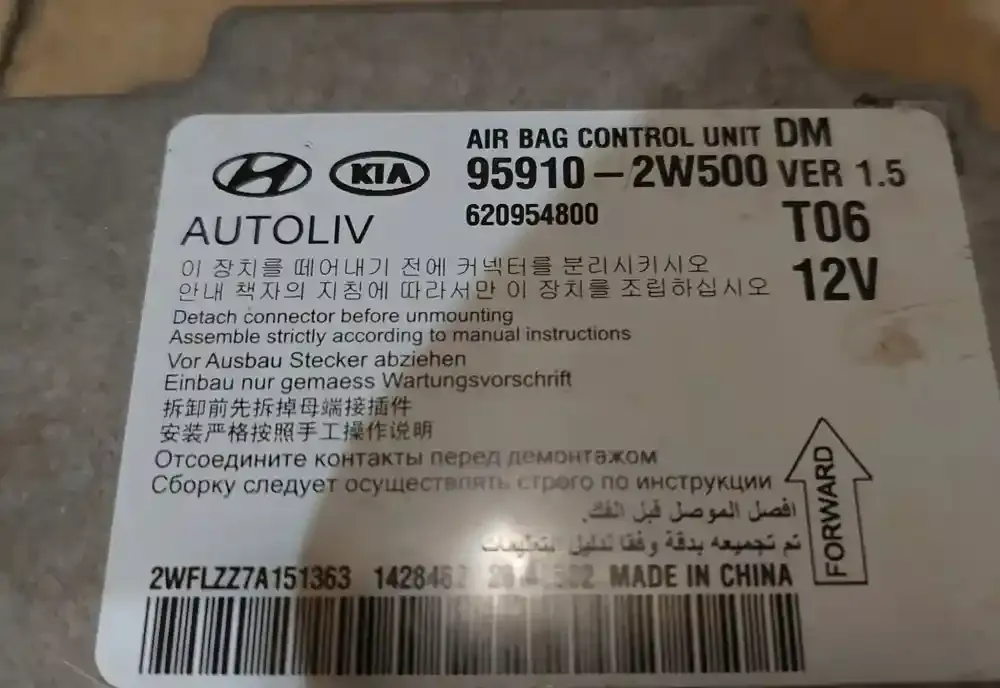 AIR BAG CONTROL UNIT DM
KIA
95910-2W500 VER 1.5
620954800
AUTOLIV
T06
12V
이 장치를 떼어내기 전에 커넥터를 분리시키시오
안내 책자의 지침에 따라서만 이 장치를 조립하십시오
Detach connector before unmounting
Assemble strictly according to manual instructions
Vor Ausbau Stecker abziehen
Einbau nur gemaess Wartungsvorschrift
拆卸前先拆掉母端接插件
安装严格按照手工操作说明
Отсоедините контакты перед демонтажом
Сборку следует осуществлять строго по инструкции
افصل الموصل قبل الفك.
تم تجميعه بدقة وفقا لدليل التعليمات
FORWARD
2WFLZZ7A151363 MADE IN CHINA